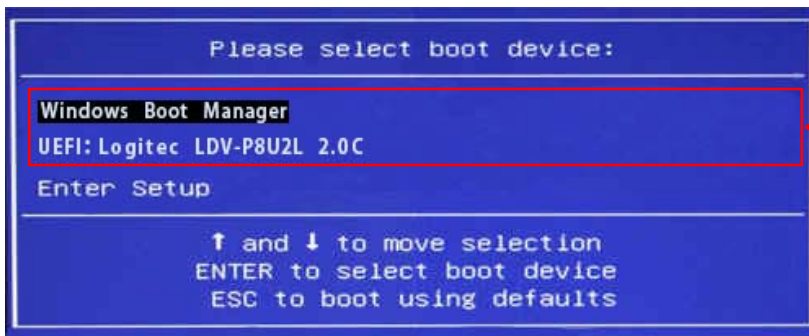 Please select boot device:
Windows Boot Manager
UEFI: Logitec LDV-P8U2L 2.0C
Enter Setup
↑ and ↓ to move selection
ENTER to select boot device
ESC to boot using defaults